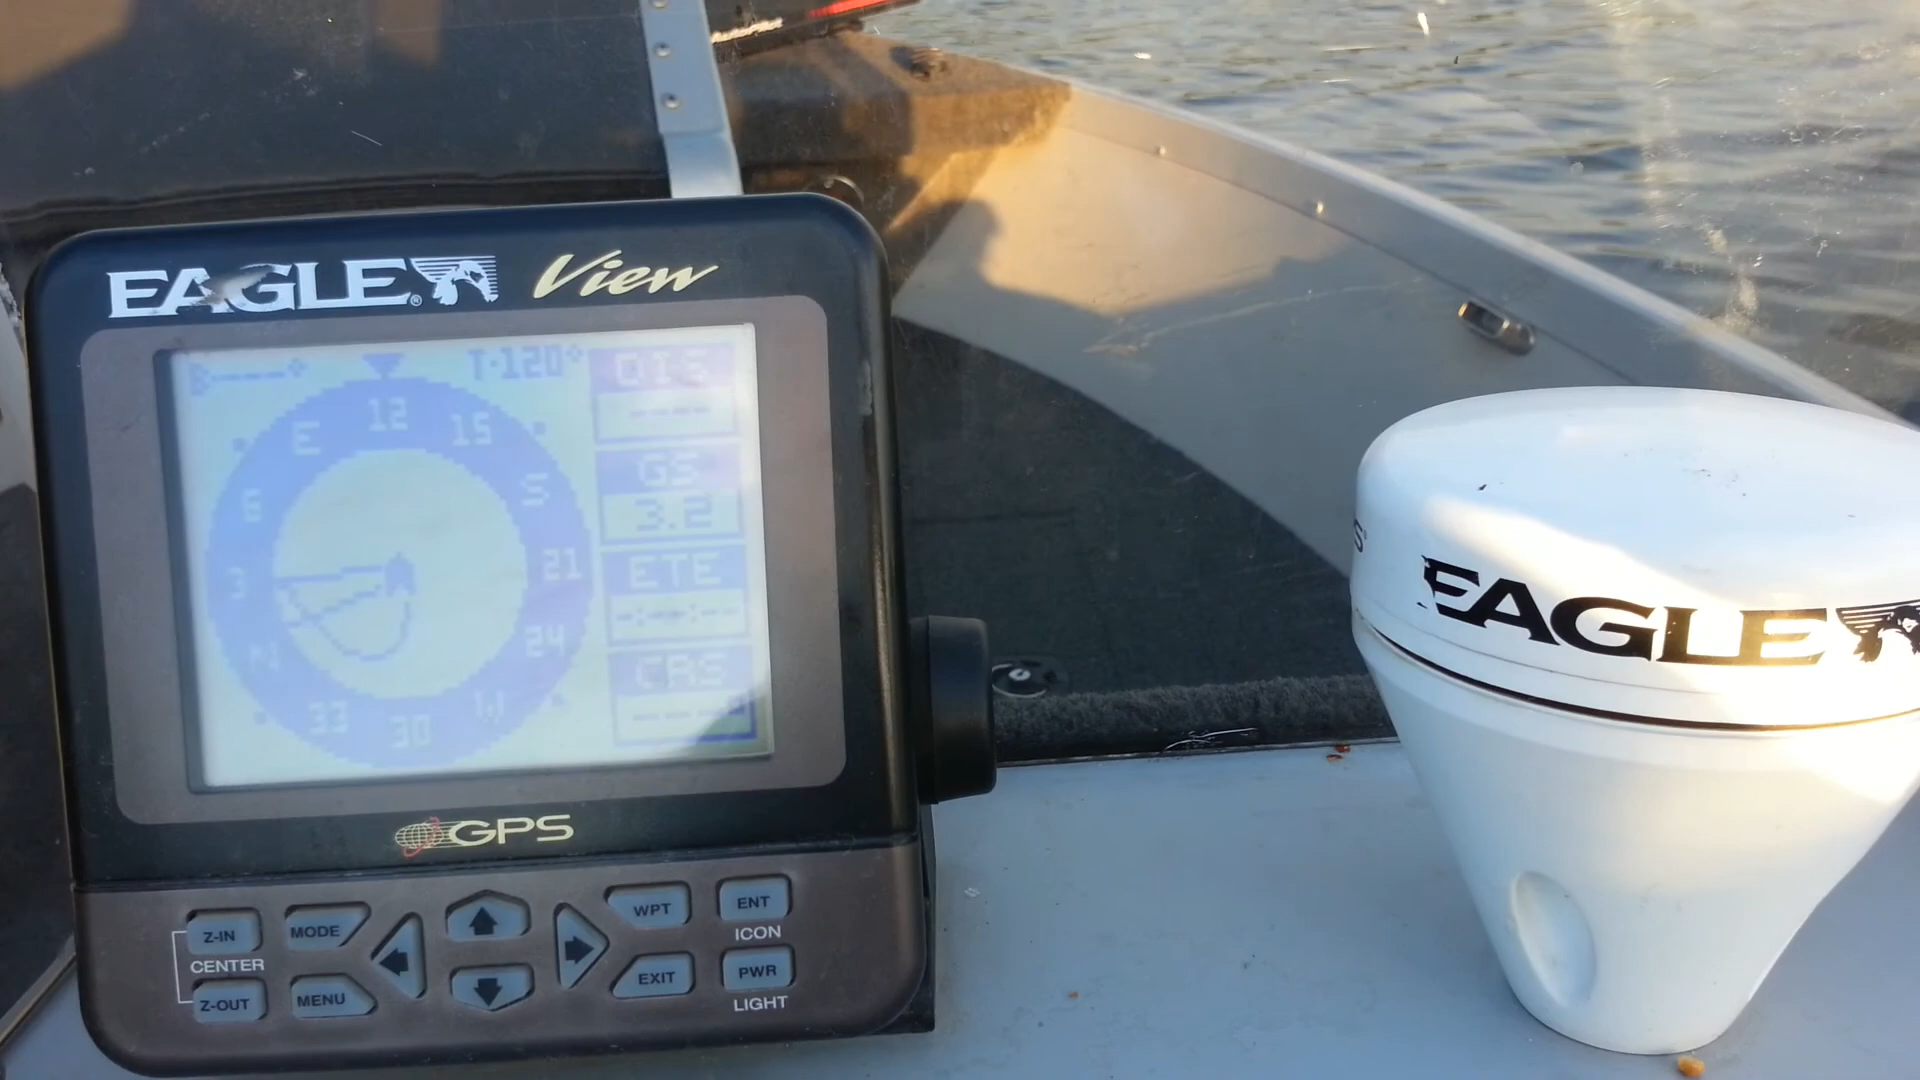 EAGLE® View
B----° T·120° DIS
----
12
E 15
6 S
GS
3.2
3 21
ETE
--:--:--
N 24
33 30 W
CRS
----
GPS
Z-IN MODE WPT ENT
CENTER ICON
Z-OUT MENU EXIT PWR
LIGHT
EAGLE